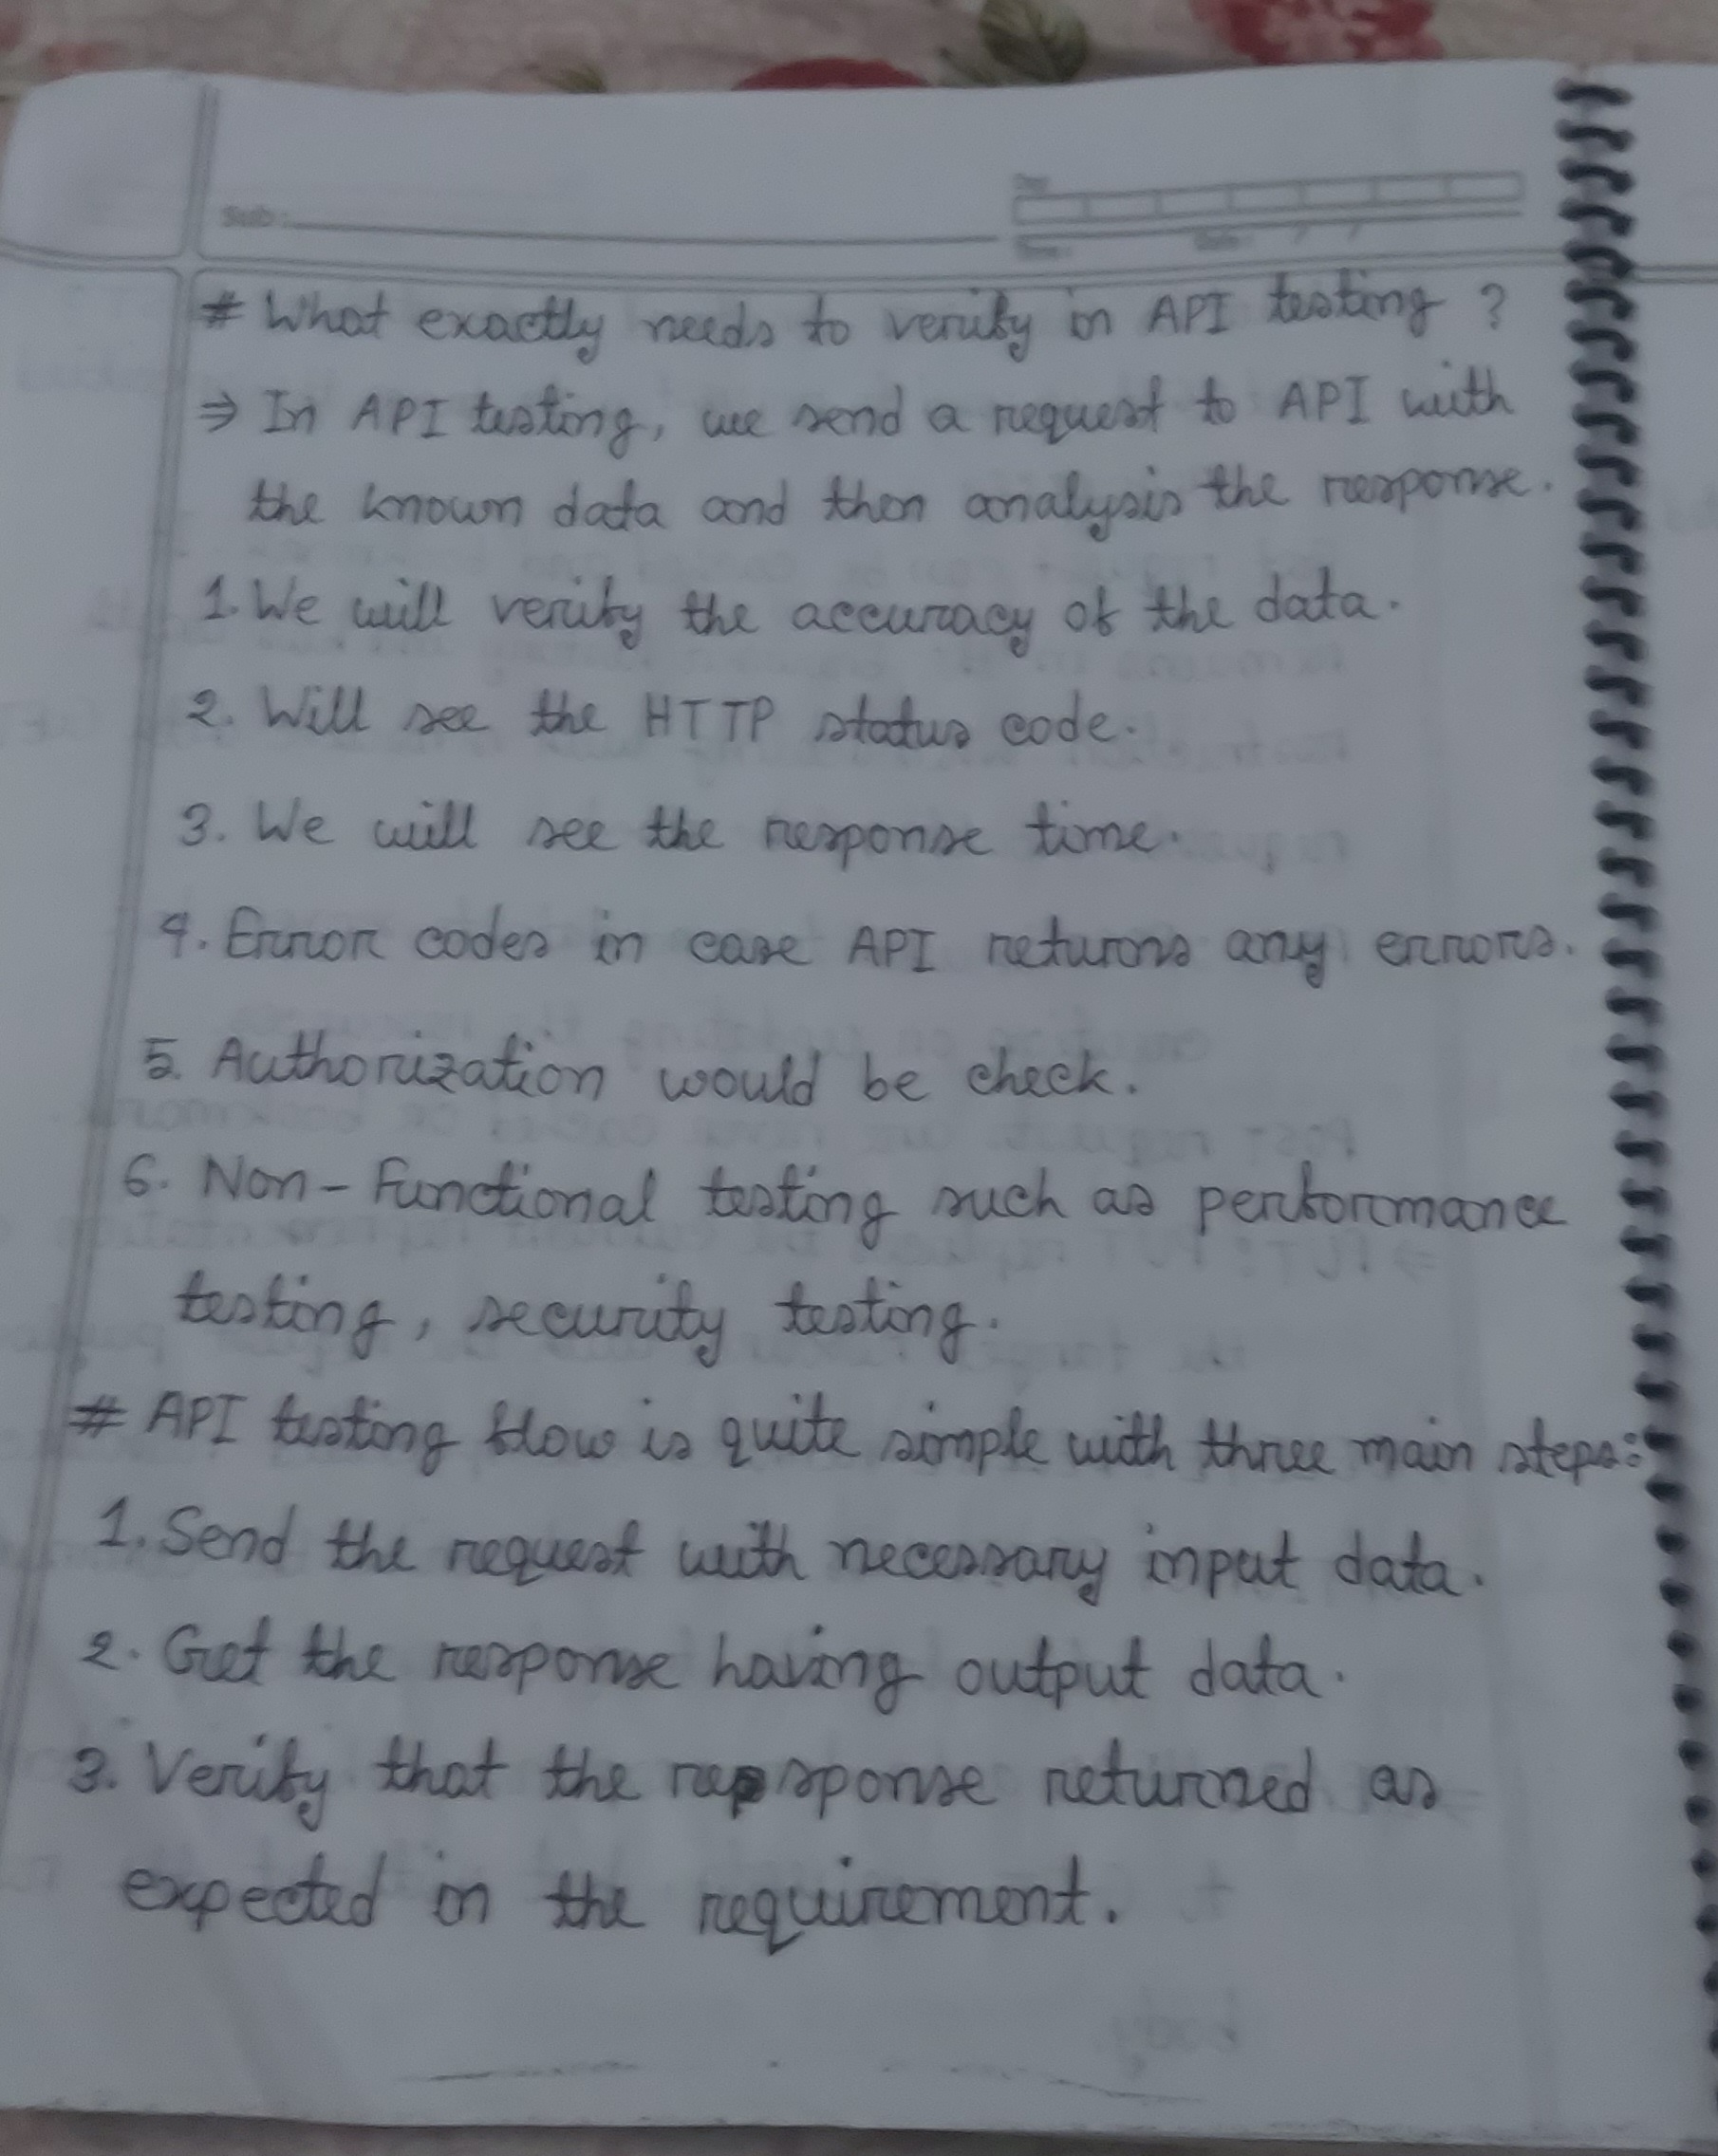 Sub:
Date: / /
# What exactly needs to verify in API testing ?
⇒ In API testing, we send a request to API with
the known data and then analysis the response.
1. We will verify the accuracy of the data.
2. Will see the HTTP status code.
3. We will see the response time.
4. Error codes in case API returns any errors.
5. Authorization would be check.
6. Non-Functional testing such as performance
testing, security testing.
# API testing flow is quite simple with three main steps:
1. Send the request with necessary input data.
2. Get the response having output data.
3. Verify that the response returned as
expected in the requirement.